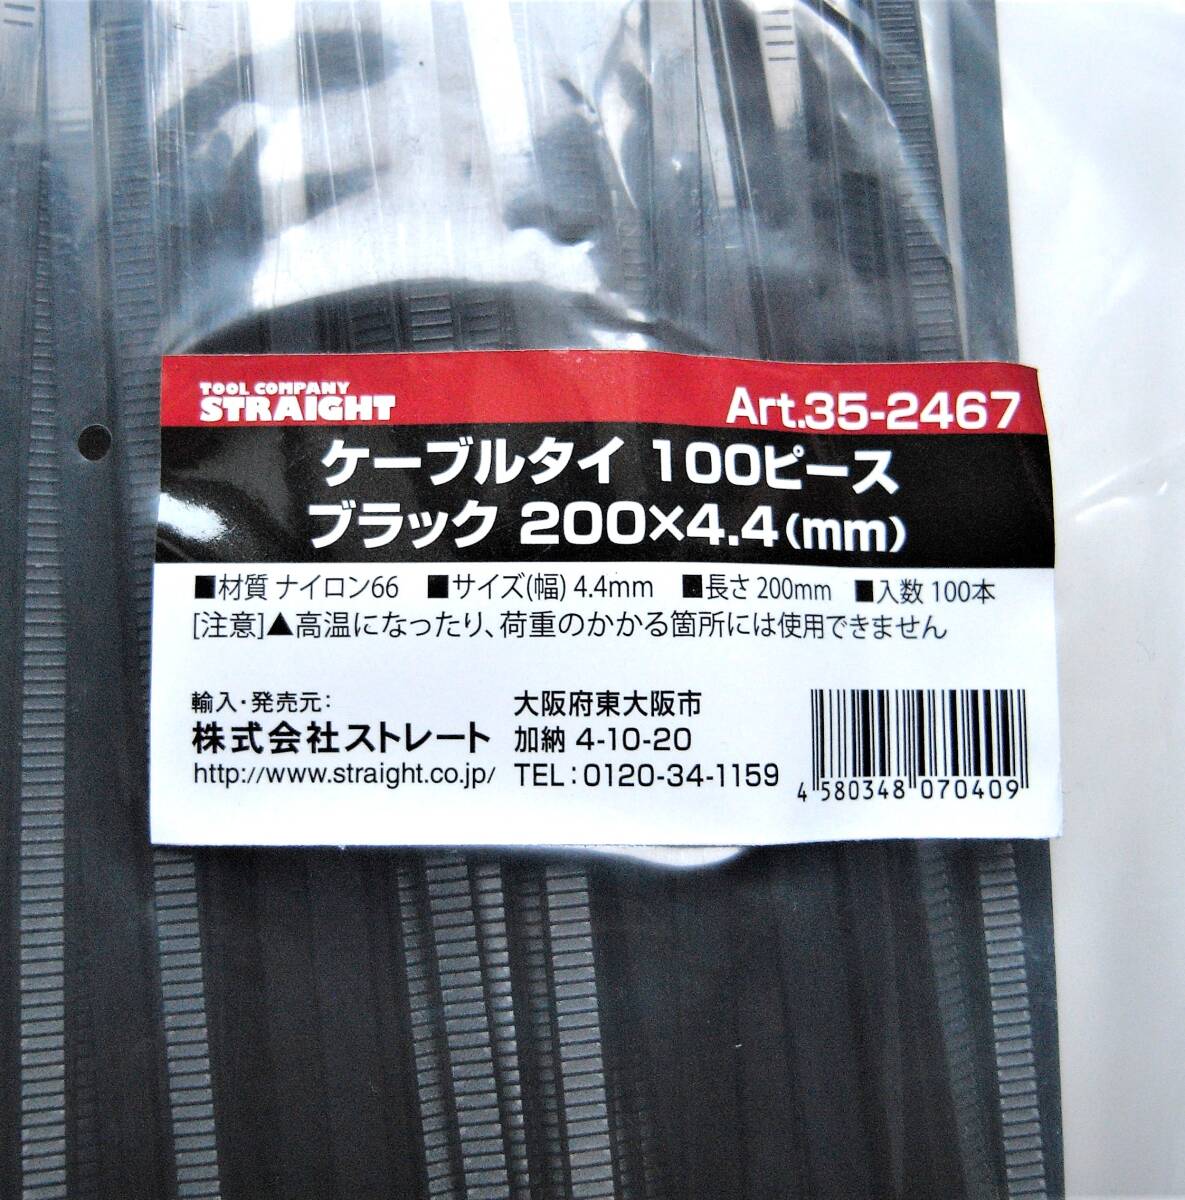 TOOL COMPANY
STRAIGHT
Art.35-2467
ケーブルタイ 100ピース
ブラック 200×4.4(mm)
■材質 ナイロン66 ■サイズ(幅) 4.4mm ■長さ 200mm ■入数 100本
[注意]▲高温になったり、荷重のかかる箇所には使用できません
輸入・発売元:
株式会社ストレート
http://www.straight.co.jp/
大阪府東大阪市
加納 4-10-20
TEL:0120-34-1159
4 580348 070409